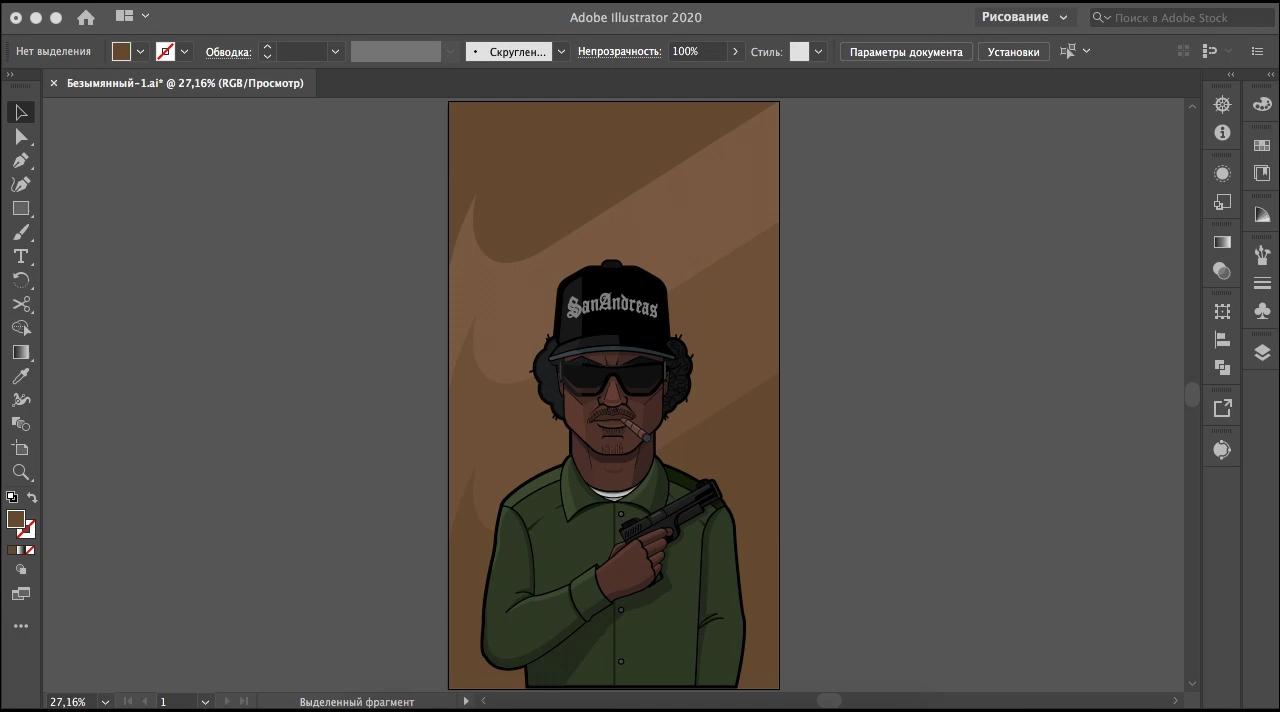 Adobe Illustrator 2020
Рисование
Поиск в Adobe Stock
Нет выделения
Обводка:
Скруглен...
Непрозрачность:
100%
Стиль:
Параметры документа
Установки
Безымянный-1.ai* @ 27,16% (RGB/Просмотр)
SanAndreas
27,16%
1
Выделенный фрагмент